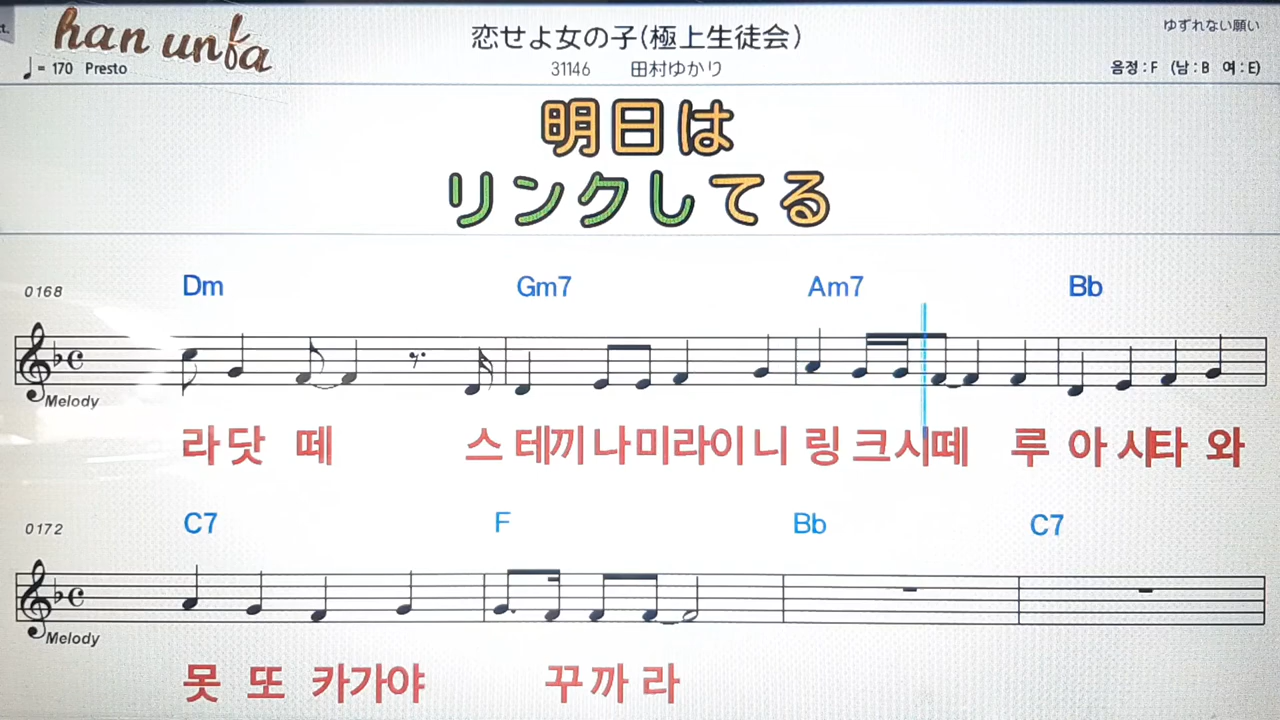 ct.
han unfa
恋せよ女の子(極上生徒会)
ゆずれない願い
♩= 170 Presto
31146 田村ゆかり
음정 : F (남 : B 여 : E)
明日は
リンクしてる
0168 Dm Gm7 Am7 Bb
Melody
라 닷 떼 스 테끼 나미라이 니 링 크시떼 루 아 시타 와
0172 C7 F Bb C7
Melody
못 또 카가야 꾸 까 라